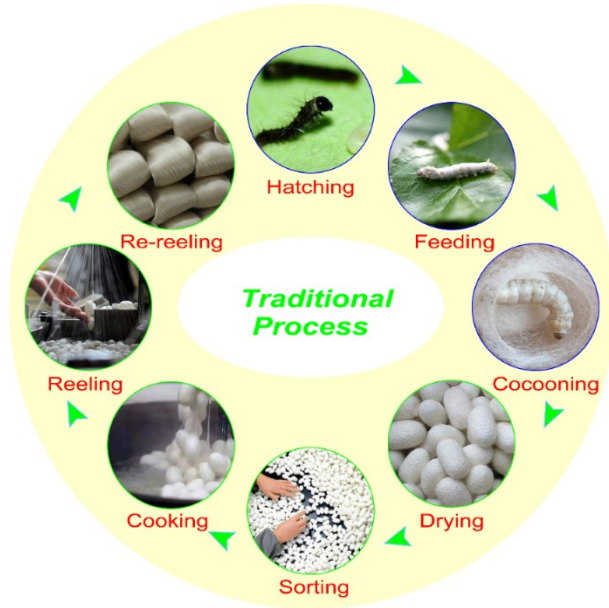 Hatching
Feeding
Cocooning
Drying
Sorting
Cooking
Reeling
Re-reeling
Traditional
Process